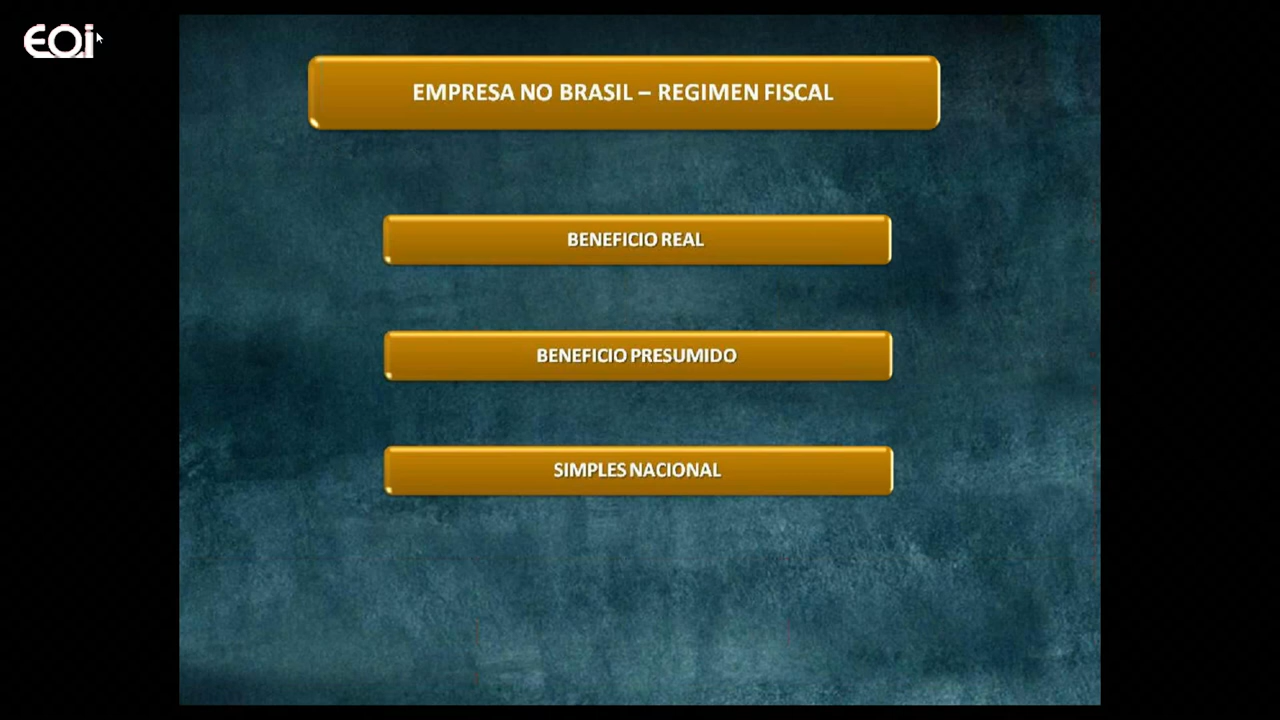 EOi
EMPRESA NO BRASIL – REGIMEN FISCAL
BENEFICIO REAL
BENEFICIO PRESUMIDO
SIMPLES NACIONAL